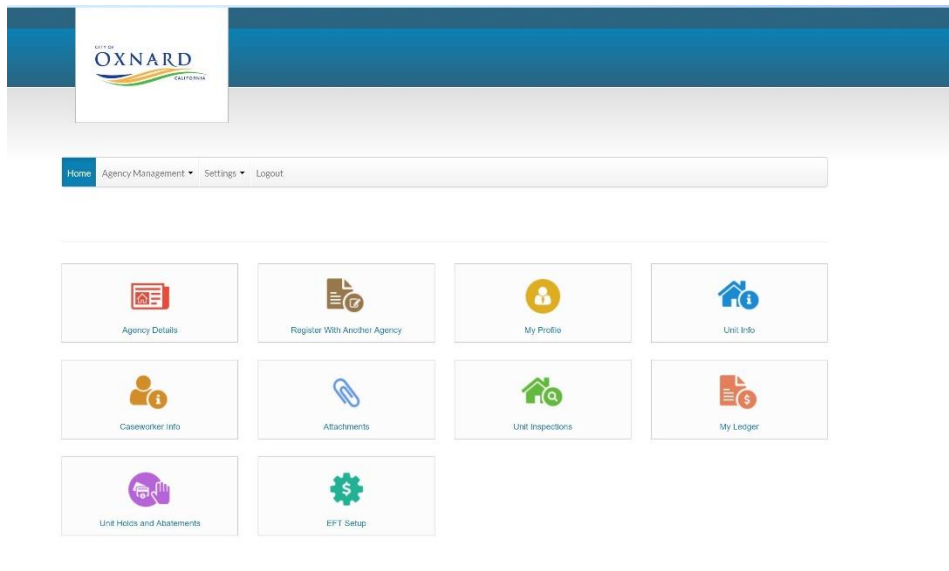 CITY OF
OXNARD
CALIFORNIA
Home Agency Management Settings Logout
Agency Details
Register With Another Agency
My Profile
Unit Info
Caseworker Info
Attachments
Unit Inspections
My Ledger
Unit Holds and Abatements
EFT Setup